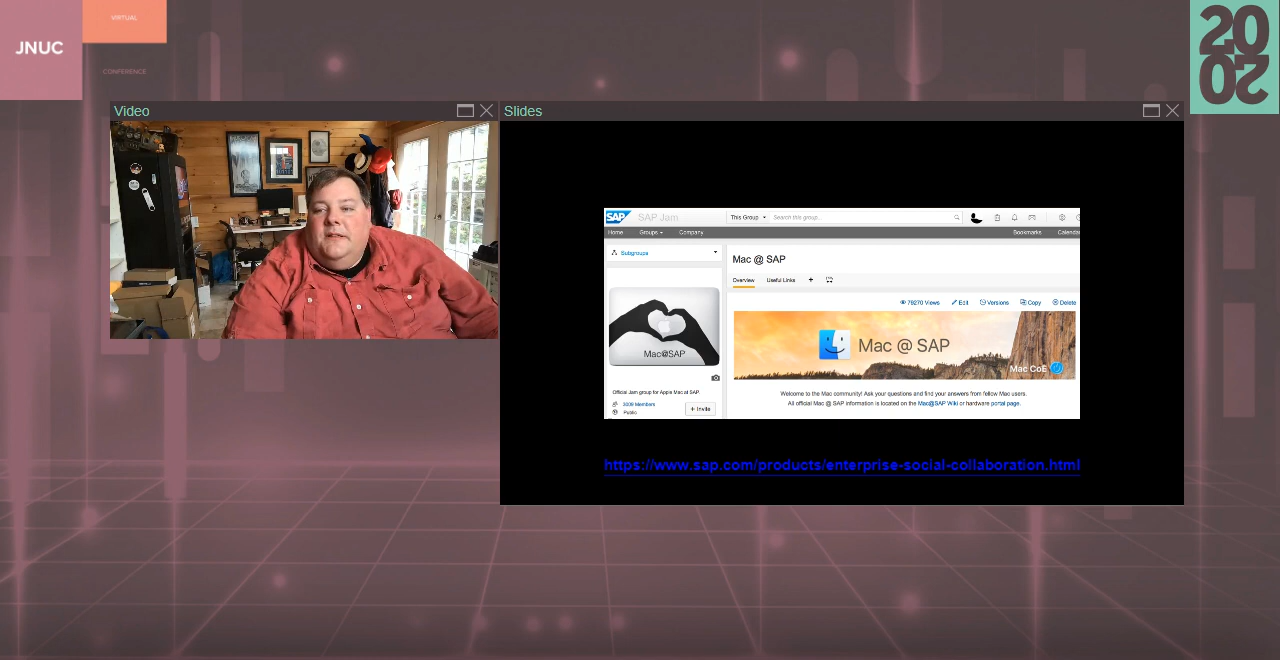 JNUC
VIRTUAL
CONFERENCE
20
20
Video
Slides
SAP
SAP Jam
This Group
Search this group.
Home
Groups
Company
Bookmarks
Calendar
Subgroups
Mac @ SAP
Overview
Useful Links
+
79270 Views
Edit
Versions
Copy
Delete
Mac@SAP
Mac @ SAP
Mac CoE
Official Jam group for Apple Mac at SAP.
Members
Public
+ Invite
Welcome to the Mac community! Ask your questions and find your answers from fellow Mac users.
All official Mac @ SAP information is located on the Mac@SAP Wiki or hardware portal page.
https://www.sap.com/products/enterprise-social-collaboration.html